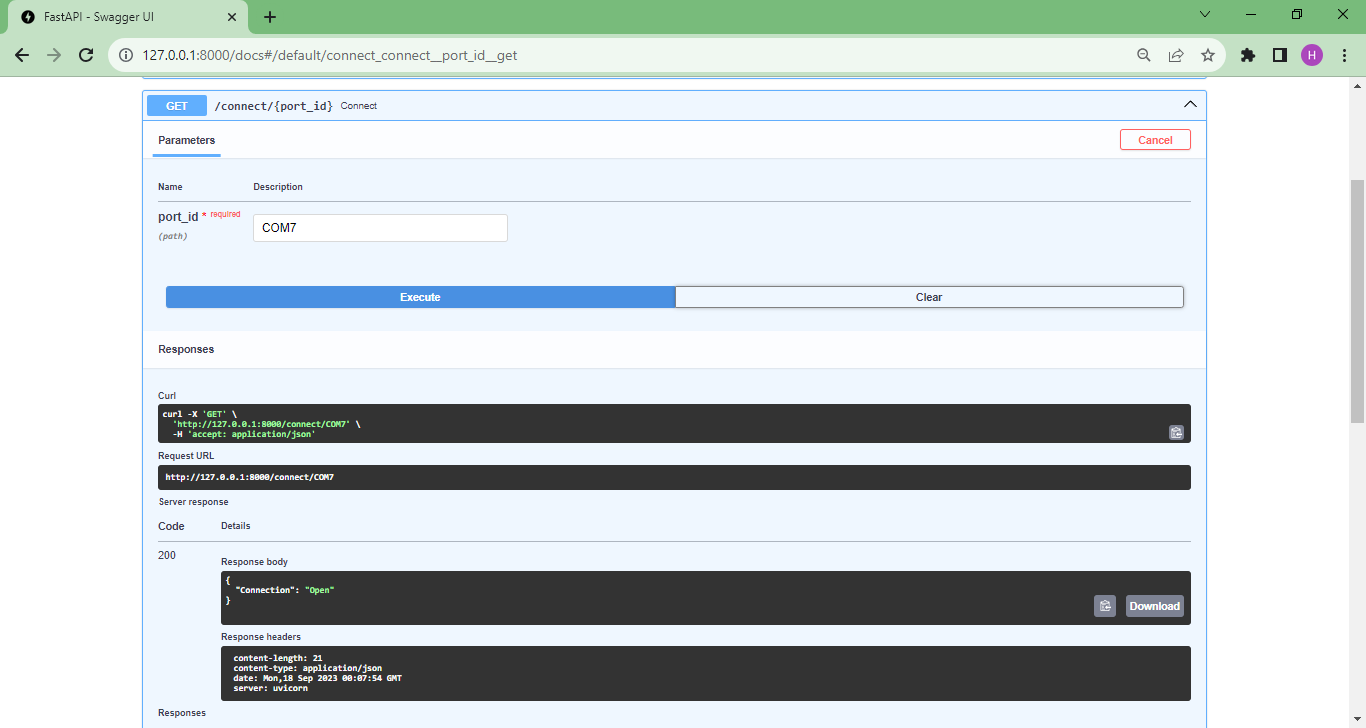 FastAPI - Swagger UI
127.0.0.1:8000/docs#/default/connect_connect__port_id__get
H
GET /connect/{port_id} Connect
Parameters
Cancel
Name Description
port_id * required
(path)
COM7
Execute
Clear
Responses
Curl
curl -X 'GET' \
'http://127.0.0.1:8000/connect/COM7' \
-H 'accept: application/json'
Request URL
http://127.0.0.1:8000/connect/COM7
Server response
Code Details
200
Response body
{
"Connection": "Open"
}
Download
Response headers
content-length: 21
content-type: application/json
date: Mon,18 Sep 2023 00:07:54 GMT
server: uvicorn
Responses